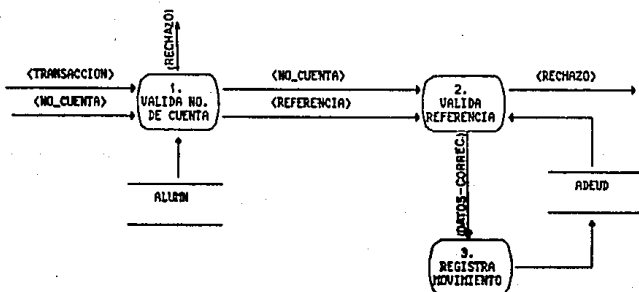 <RECHAZO>
<TRANSACCION>
<NO_CUENTA>
1.
VALIDA NO.
DE CUENTA
<NO_CUENTA>
<REFERENCIA>
2.
VALIDA
REFERENCIA
<RECHAZO>
ALUMN
<DATOS-CORREC.>
ADEUD
3.
REGISTRA
MOVIMIENTO